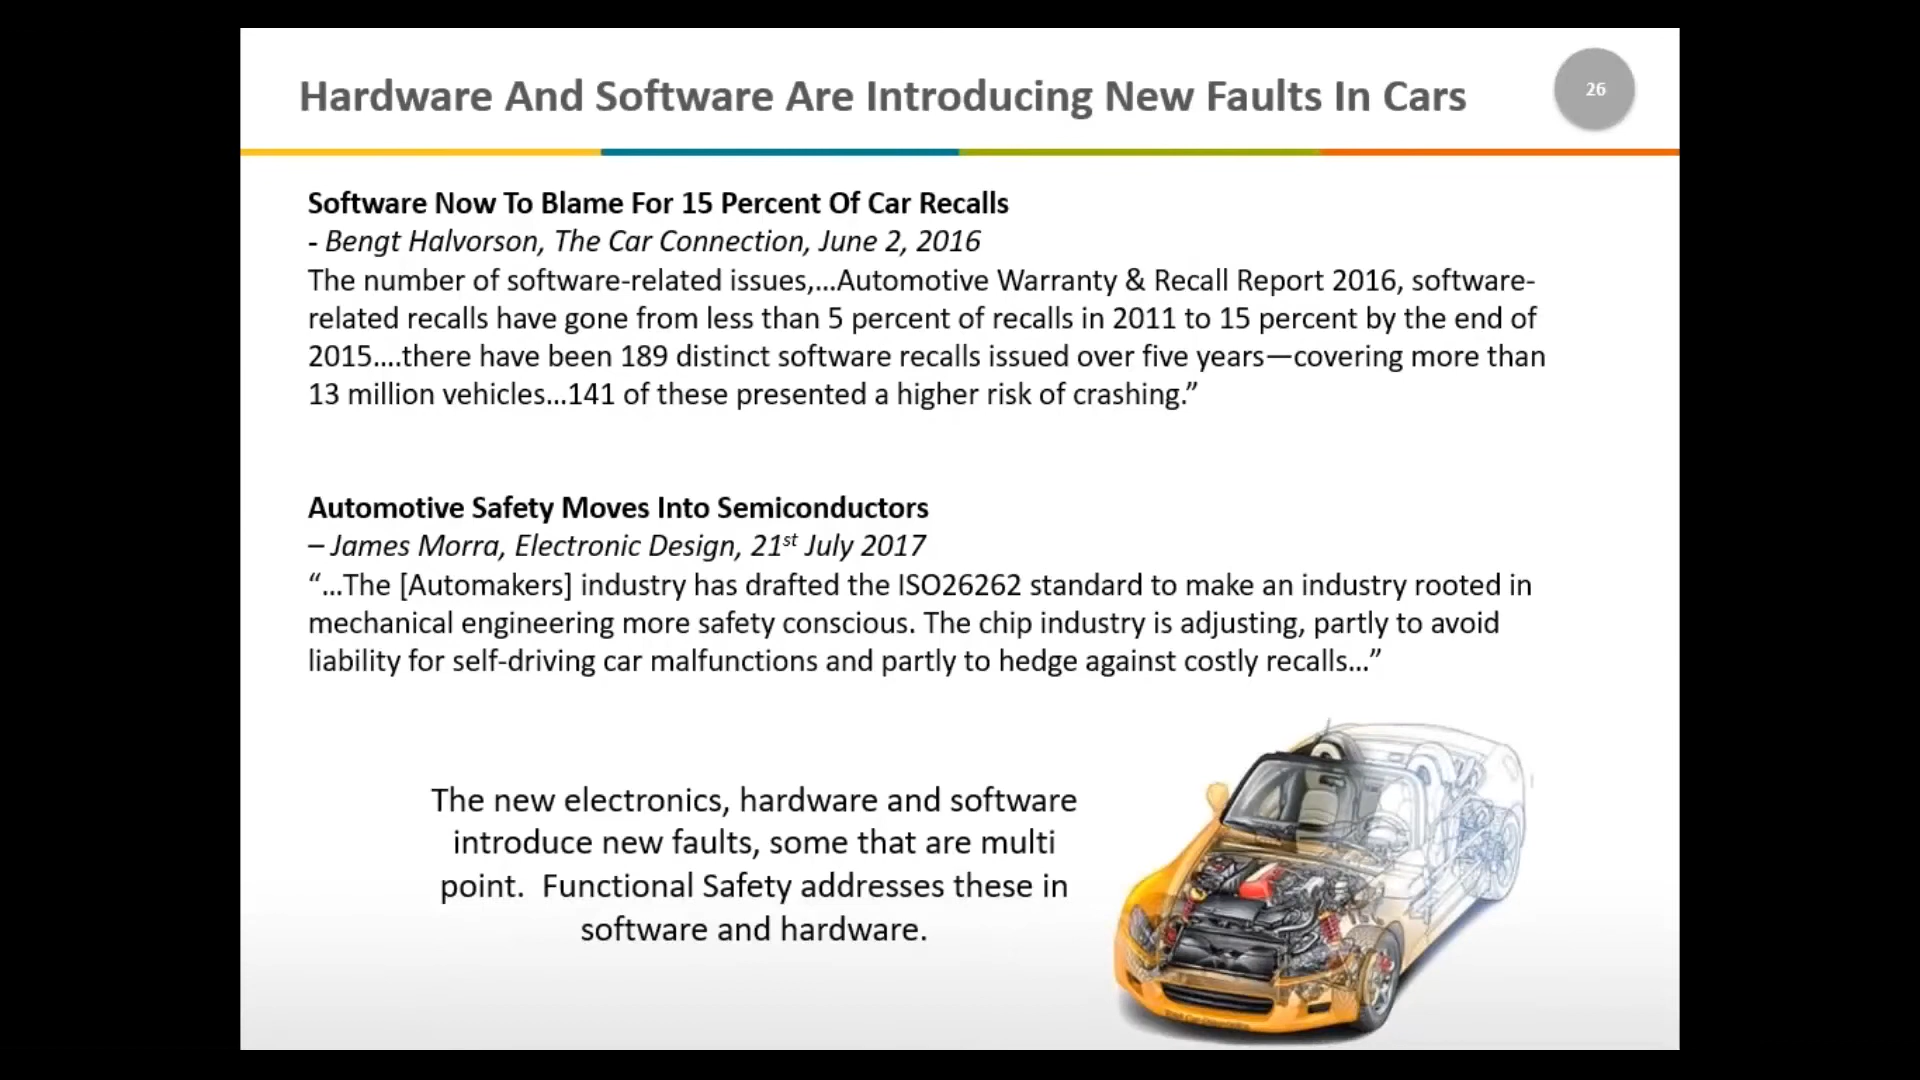 Hardware And Software Are Introducing New Faults In Cars
26
Software Now To Blame For 15 Percent Of Car Recalls
- Bengt Halvorson, The Car Connection, June 2, 2016
The number of software-related issues,...Automotive Warranty & Recall Report 2016, software-
related recalls have gone from less than 5 percent of recalls in 2011 to 15 percent by the end of
2015....there have been 189 distinct software recalls issued over five years—covering more than
13 million vehicles...141 of these presented a higher risk of crashing.”
Automotive Safety Moves Into Semiconductors
– James Morra, Electronic Design, 21st July 2017
“...The [Automakers] industry has drafted the ISO26262 standard to make an industry rooted in
mechanical engineering more safety conscious. The chip industry is adjusting, partly to avoid
liability for self-driving car malfunctions and partly to hedge against costly recalls...”
The new electronics, hardware and software
introduce new faults, some that are multi
point.  Functional Safety addresses these in
software and hardware.